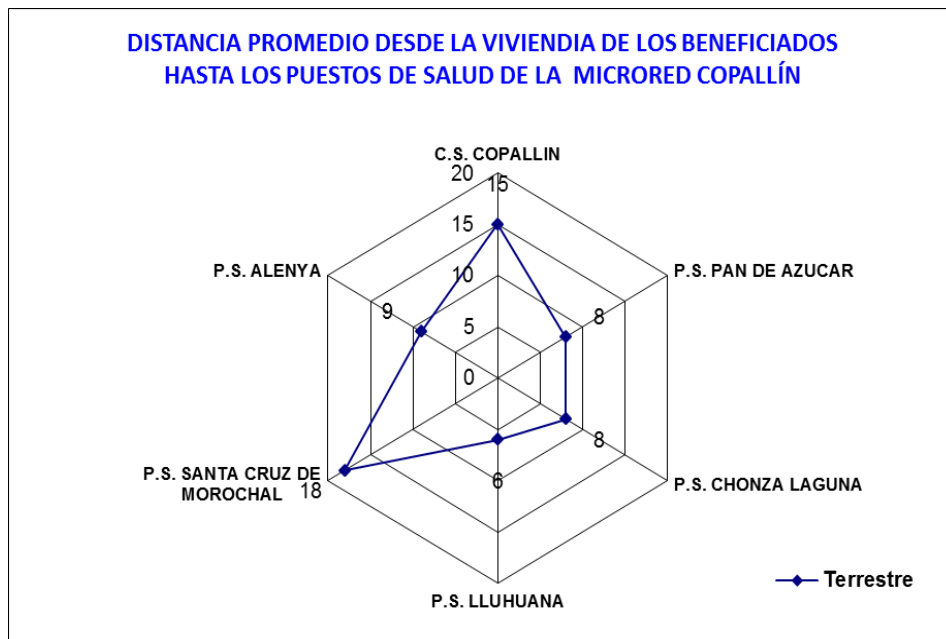 DISTANCIA PROMEDIO DESDE LA VIVIENDIA DE LOS BENEFICIADOS
HASTA LOS PUESTOS DE SALUD DE LA MICRORED COPALLÍN
C.S. COPALLIN
20
15
15
10
5
0
P.S. PAN DE AZUCAR
8
P.S. CHONZA LAGUNA
8
P.S. LLUHUANA
6
P.S. SANTA CRUZ DE
MOROCHAL
18
P.S. ALENYA
9
Terrestre